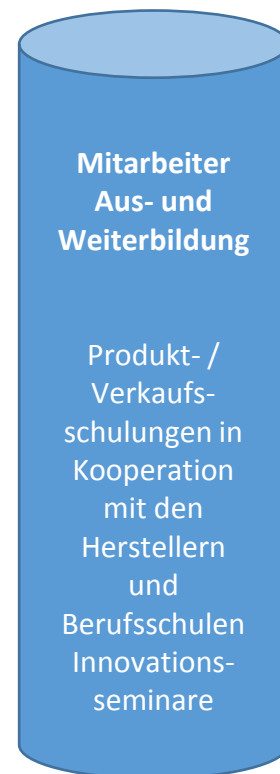 Mitarbeiter
Aus- und
Weiterbildung
Produkt- /
Verkaufs-
schulungen in
Kooperation
mit den
Herstellern
und
Berufsschulen
Innovations-
seminare